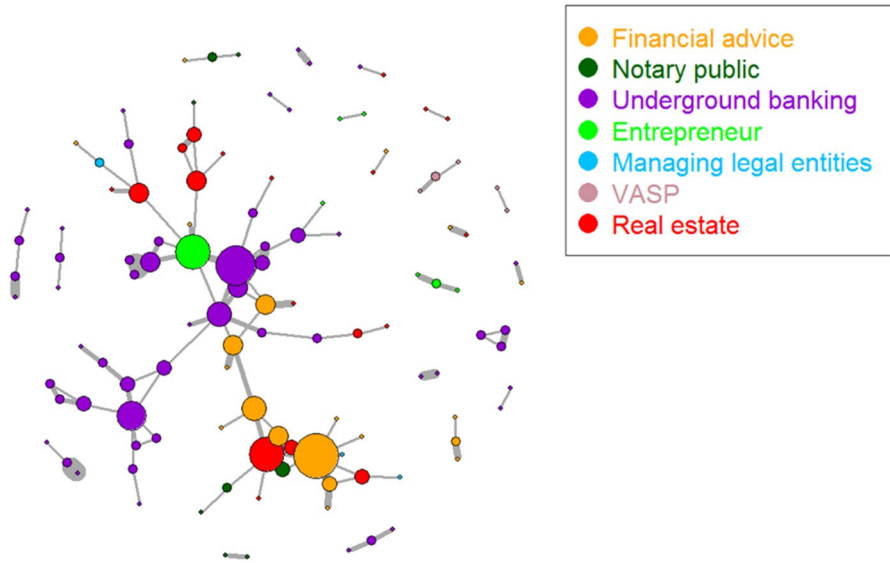 Financial advice
Notary public
Underground banking
Entrepreneur
Managing legal entities
VASP
Real estate